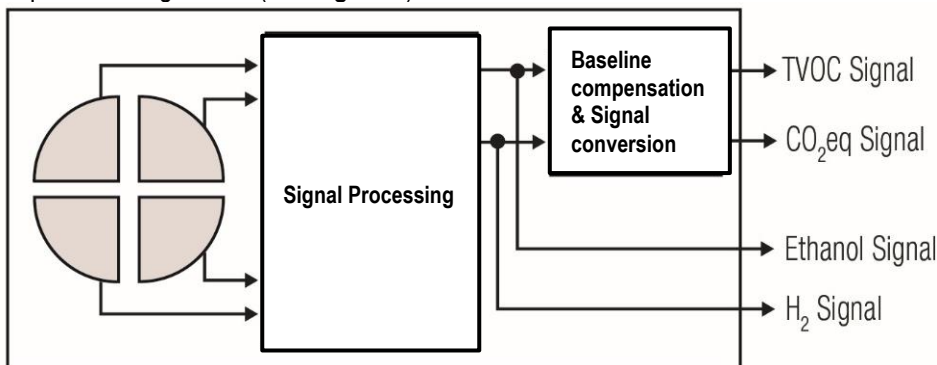 Signal Processing
Baseline
compensation
& Signal
conversion
TVOC Signal
CO₂eq Signal
Ethanol Signal
H₂ Signal